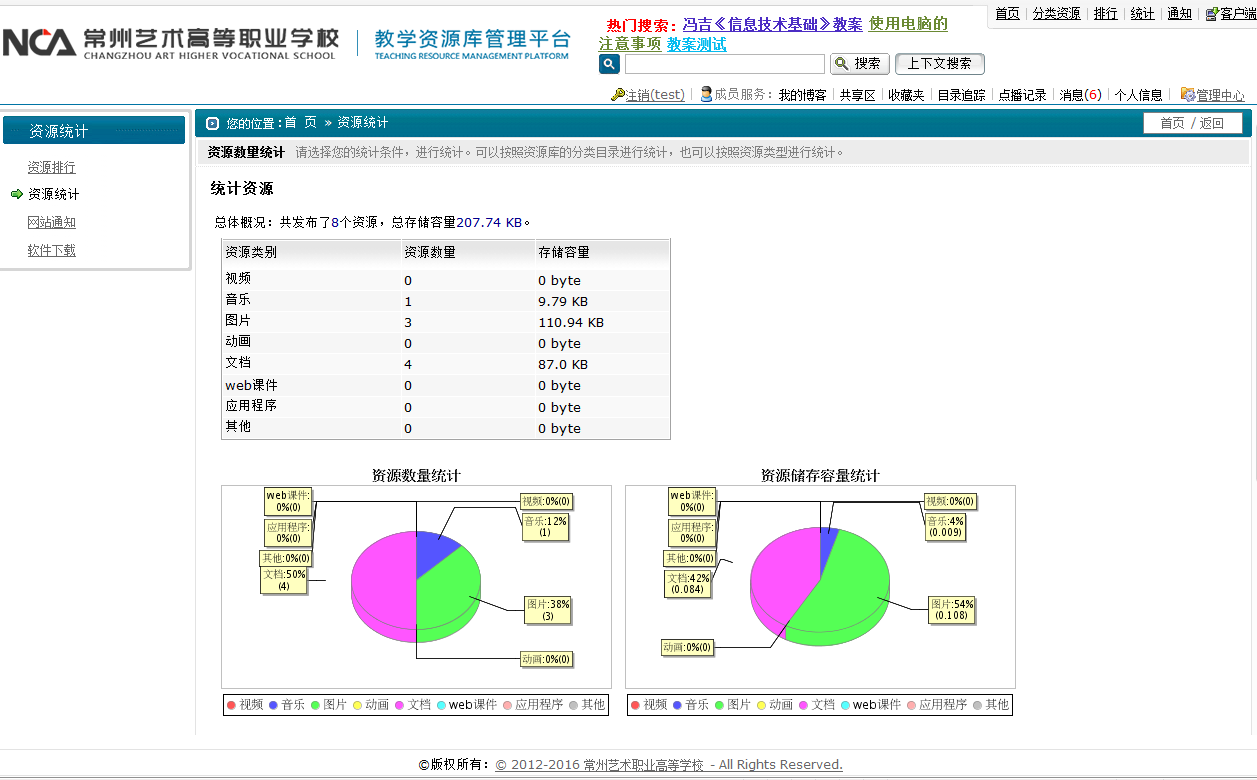 首页 分类资源 排行 统计 通知 客户端
NCA 常州艺术高等职业学校 教学资源库管理平台
CHANGZHOU ART HIGHER VOCATIONAL SCHOOL TEACHING RESOURCE MANAGEMENT PLATFORM
热门搜索：冯吉《信息技术基础》教案 使用电脑的
注意事项 教案测试
搜索 上下文搜索
注销(test) 成员服务： 我的博客 共享区 收藏夹 目录追踪 点播记录 消息(6) 个人信息 管理中心
资源统计
资源排行
资源统计
网站通知
软件下载
您的位置:首 页 » 资源统计
首页 / 返回
资源数量统计 请选择您的统计条件，进行统计。可以按照资源库的分类目录进行统计，也可以按照资源类型进行统计。
统计资源
总体概况：共发布了8个资源，总存储容量207.74 KB。
资源类别 资源数量 存储容量
视频 0 0 byte
音乐 1 9.79 KB
图片 3 110.94 KB
动画 0 0 byte
文档 4 87.0 KB
web课件 0 0 byte
应用程序 0 0 byte
其他 0 0 byte
资源数量统计
web课件:
0%(0)
应用程序:
0%(0)
其他:0%(0)
文档:50%
(4)
视频:0%(0)
音乐:12%
(1)
图片:38%
(3)
动画:0%(0)
视频 音乐 图片 动画 文档 web课件 应用程序 其他
资源储存容量统计
web课件:
0%(0)
应用程序:
0%(0)
其他:0%(0)
文档:42%
(0.084)
动画:0%(0)
视频:0%(0)
音乐:4%
(0.009)
图片:54%
(0.108)
视频 音乐 图片 动画 文档 web课件 应用程序 其他
©版权所有： © 2012-2016 常州艺术职业高等学校 - All Rights Reserved.